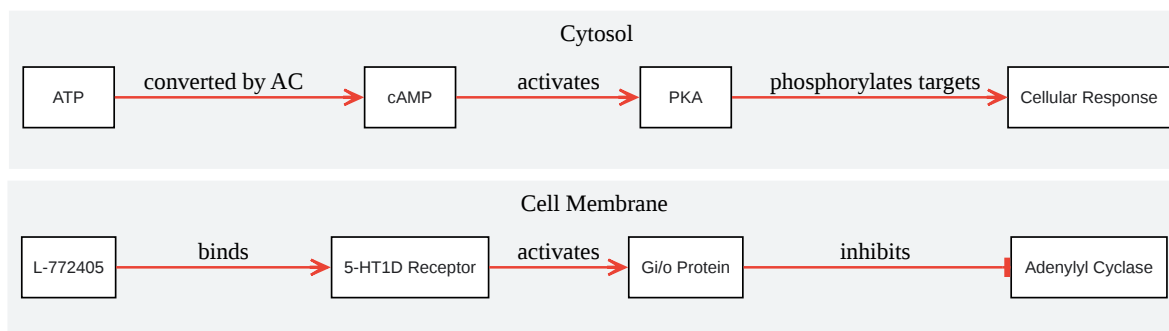 Cytosol
ATP converted by AC cAMP activates PKA phosphorylates targets Cellular Response
Cell Membrane
L-772405 binds 5-HT1D Receptor activates Gi/o Protein inhibits Adenylyl Cyclase